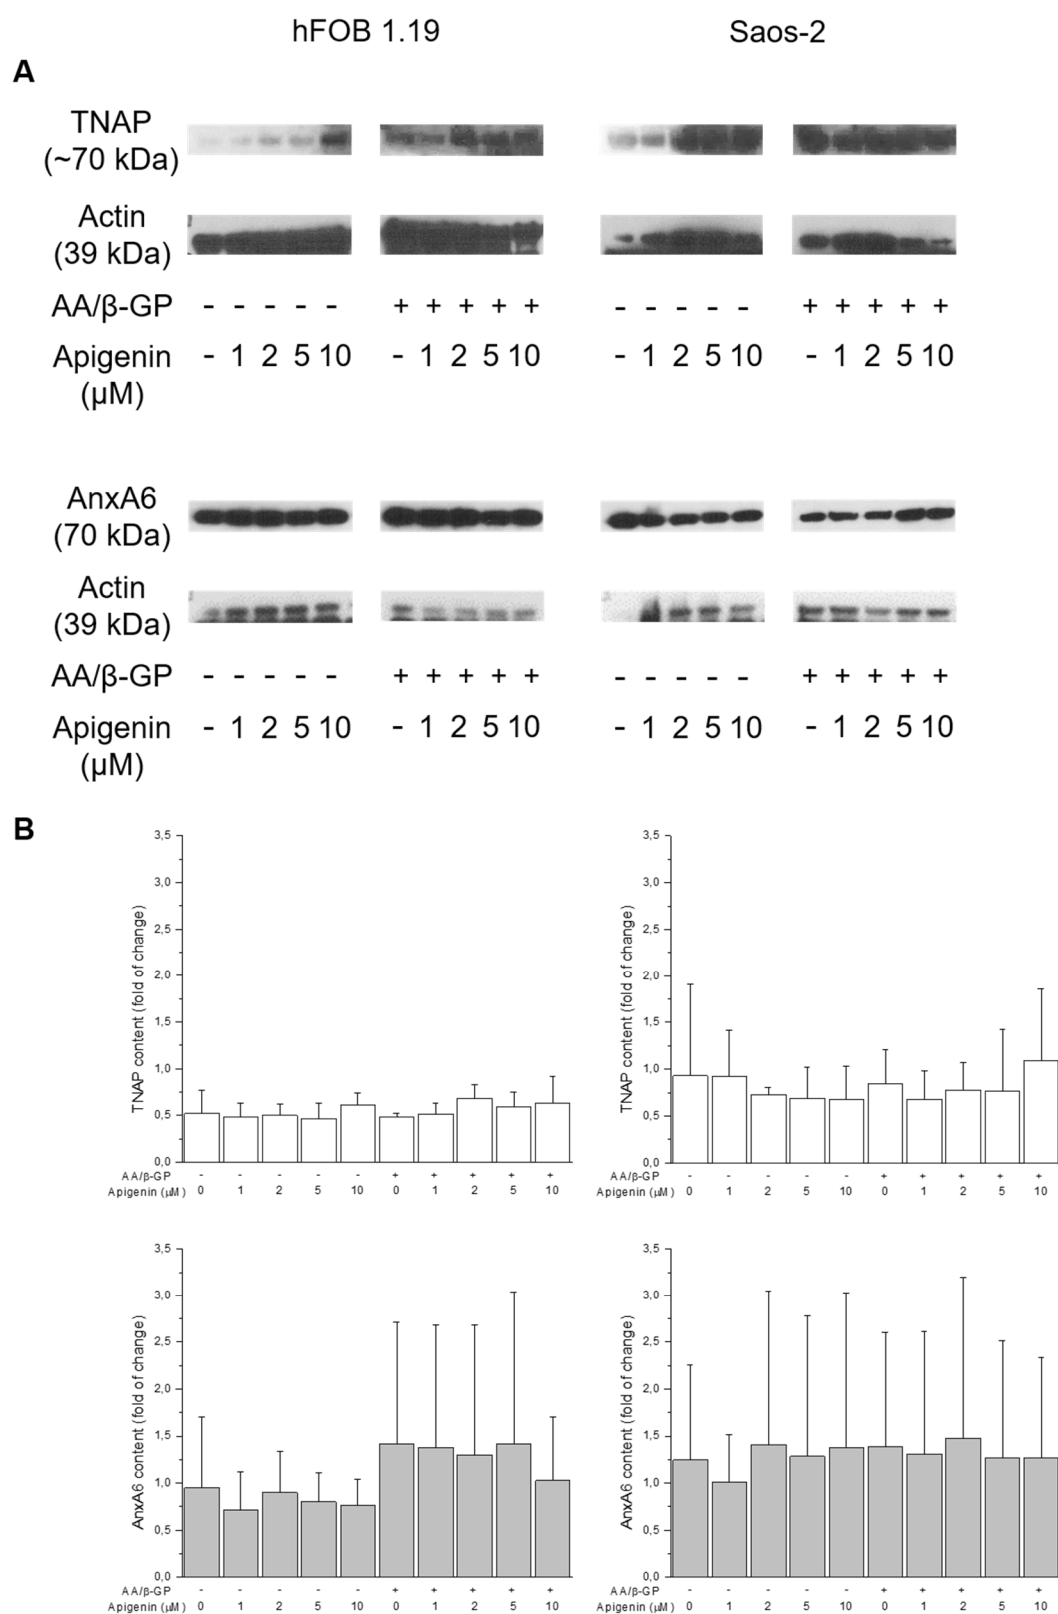 hFOB 1.19 Saos-2
A
TNAP
(~70 kDa)
Actin
(39 kDa)
AA/β-GP - - - - - + + + + + - - - - - + + + + +
Apigenin - 1 2 5 10 - 1 2 5 10 - 1 2 5 10 - 1 2 5 10
(μM)
AnxA6
(70 kDa)
Actin
(39 kDa)
AA/β-GP - - - - - + + + + + - - - - - + + + + +
Apigenin - 1 2 5 10 - 1 2 5 10 - 1 2 5 10 - 1 2 5 10
(μM)
B
TNAP content (fold of change)
3,5
3,0
2,5
2,0
1,5
1,0
0,5
0,0
AA/β-GP - - - - - + + + + +
Apigenin (μM) 0 1 2 5 10 0 1 2 5 10
TNAP content (fold of change)
3,5
3,0
2,5
2,0
1,5
1,0
0,5
0,0
AA/β-GP - - - - - + + + + +
Apigenin (μM) 0 1 2 5 10 0 1 2 5 10
AnxA6 content (fold of change)
3,5
3,0
2,5
2,0
1,5
1,0
0,5
0,0
AA/β-GP - - - - - + + + + +
Apigenin (μM) 0 1 2 5 10 0 1 2 5 10
AnxA6 content (fold of change)
3,5
3,0
2,5
2,0
1,5
1,0
0,5
0,0
AA/β-GP - - - - - + + + + +
Apigenin (μM) 0 1 2 5 10 0 1 2 5 10